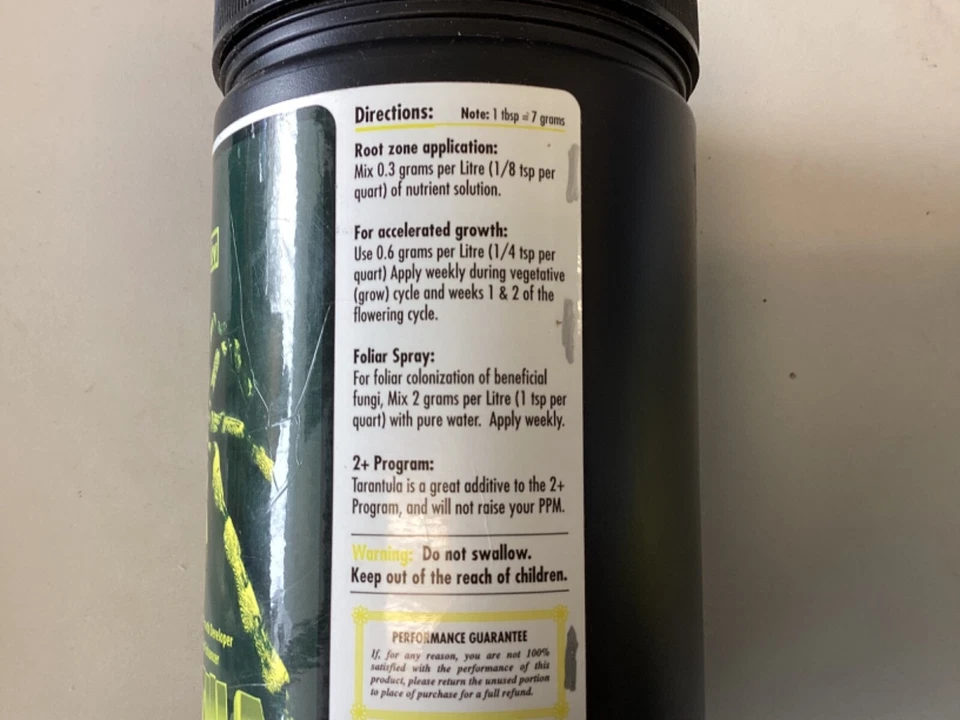 Directions: Note: 1 tbsp = 7 grams
Root zone application:
Mix 0.3 grams per Litre (1/8 tsp per
quart) of nutrient solution.
For accelerated growth:
Use 0.6 grams per Litre (1/4 tsp per
quart) Apply weekly during vegetative
(grow) cycle and weeks 1 & 2 of the
flowering cycle.
Foliar Spray:
For foliar colonization of beneficial
fungi, Mix 2 grams per Litre (1 tsp per
quart) with pure water. Apply weekly.
2+ Program:
Tarantula is a great additive to the 2+
Program, and will not raise your PPM.
Warning: Do not swallow.
Keep out of the reach of children.
PERFORMANCE GUARANTEE
If, for any reason, you are not 100%
satisfied with the performance of this
product, please return the unused portion
to place of purchase for a full refund.
Developer